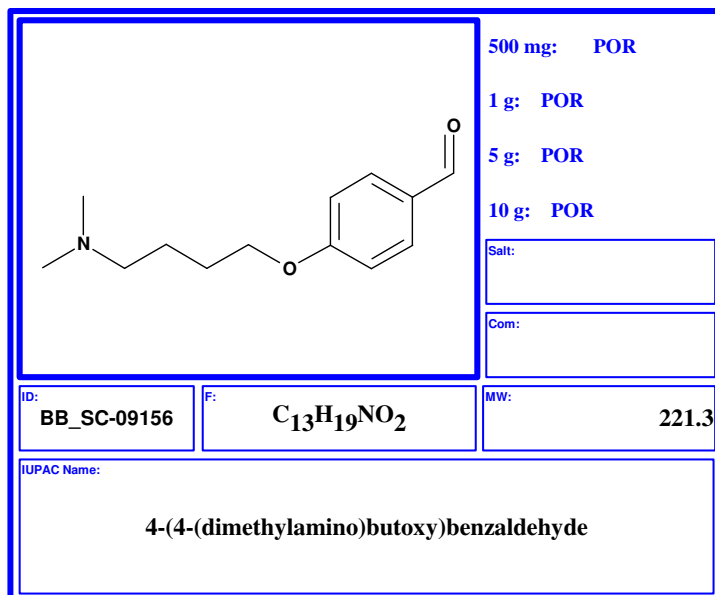 500 mg: POR
1 g: POR
5 g: POR
10 g: POR
O
N
O
Salt:
Com:
ID:
BB_SC-09156
F:
C13H19NO2
MW:
221.3
IUPAC Name:
4-(4-(dimethylamino)butoxy)benzaldehyde